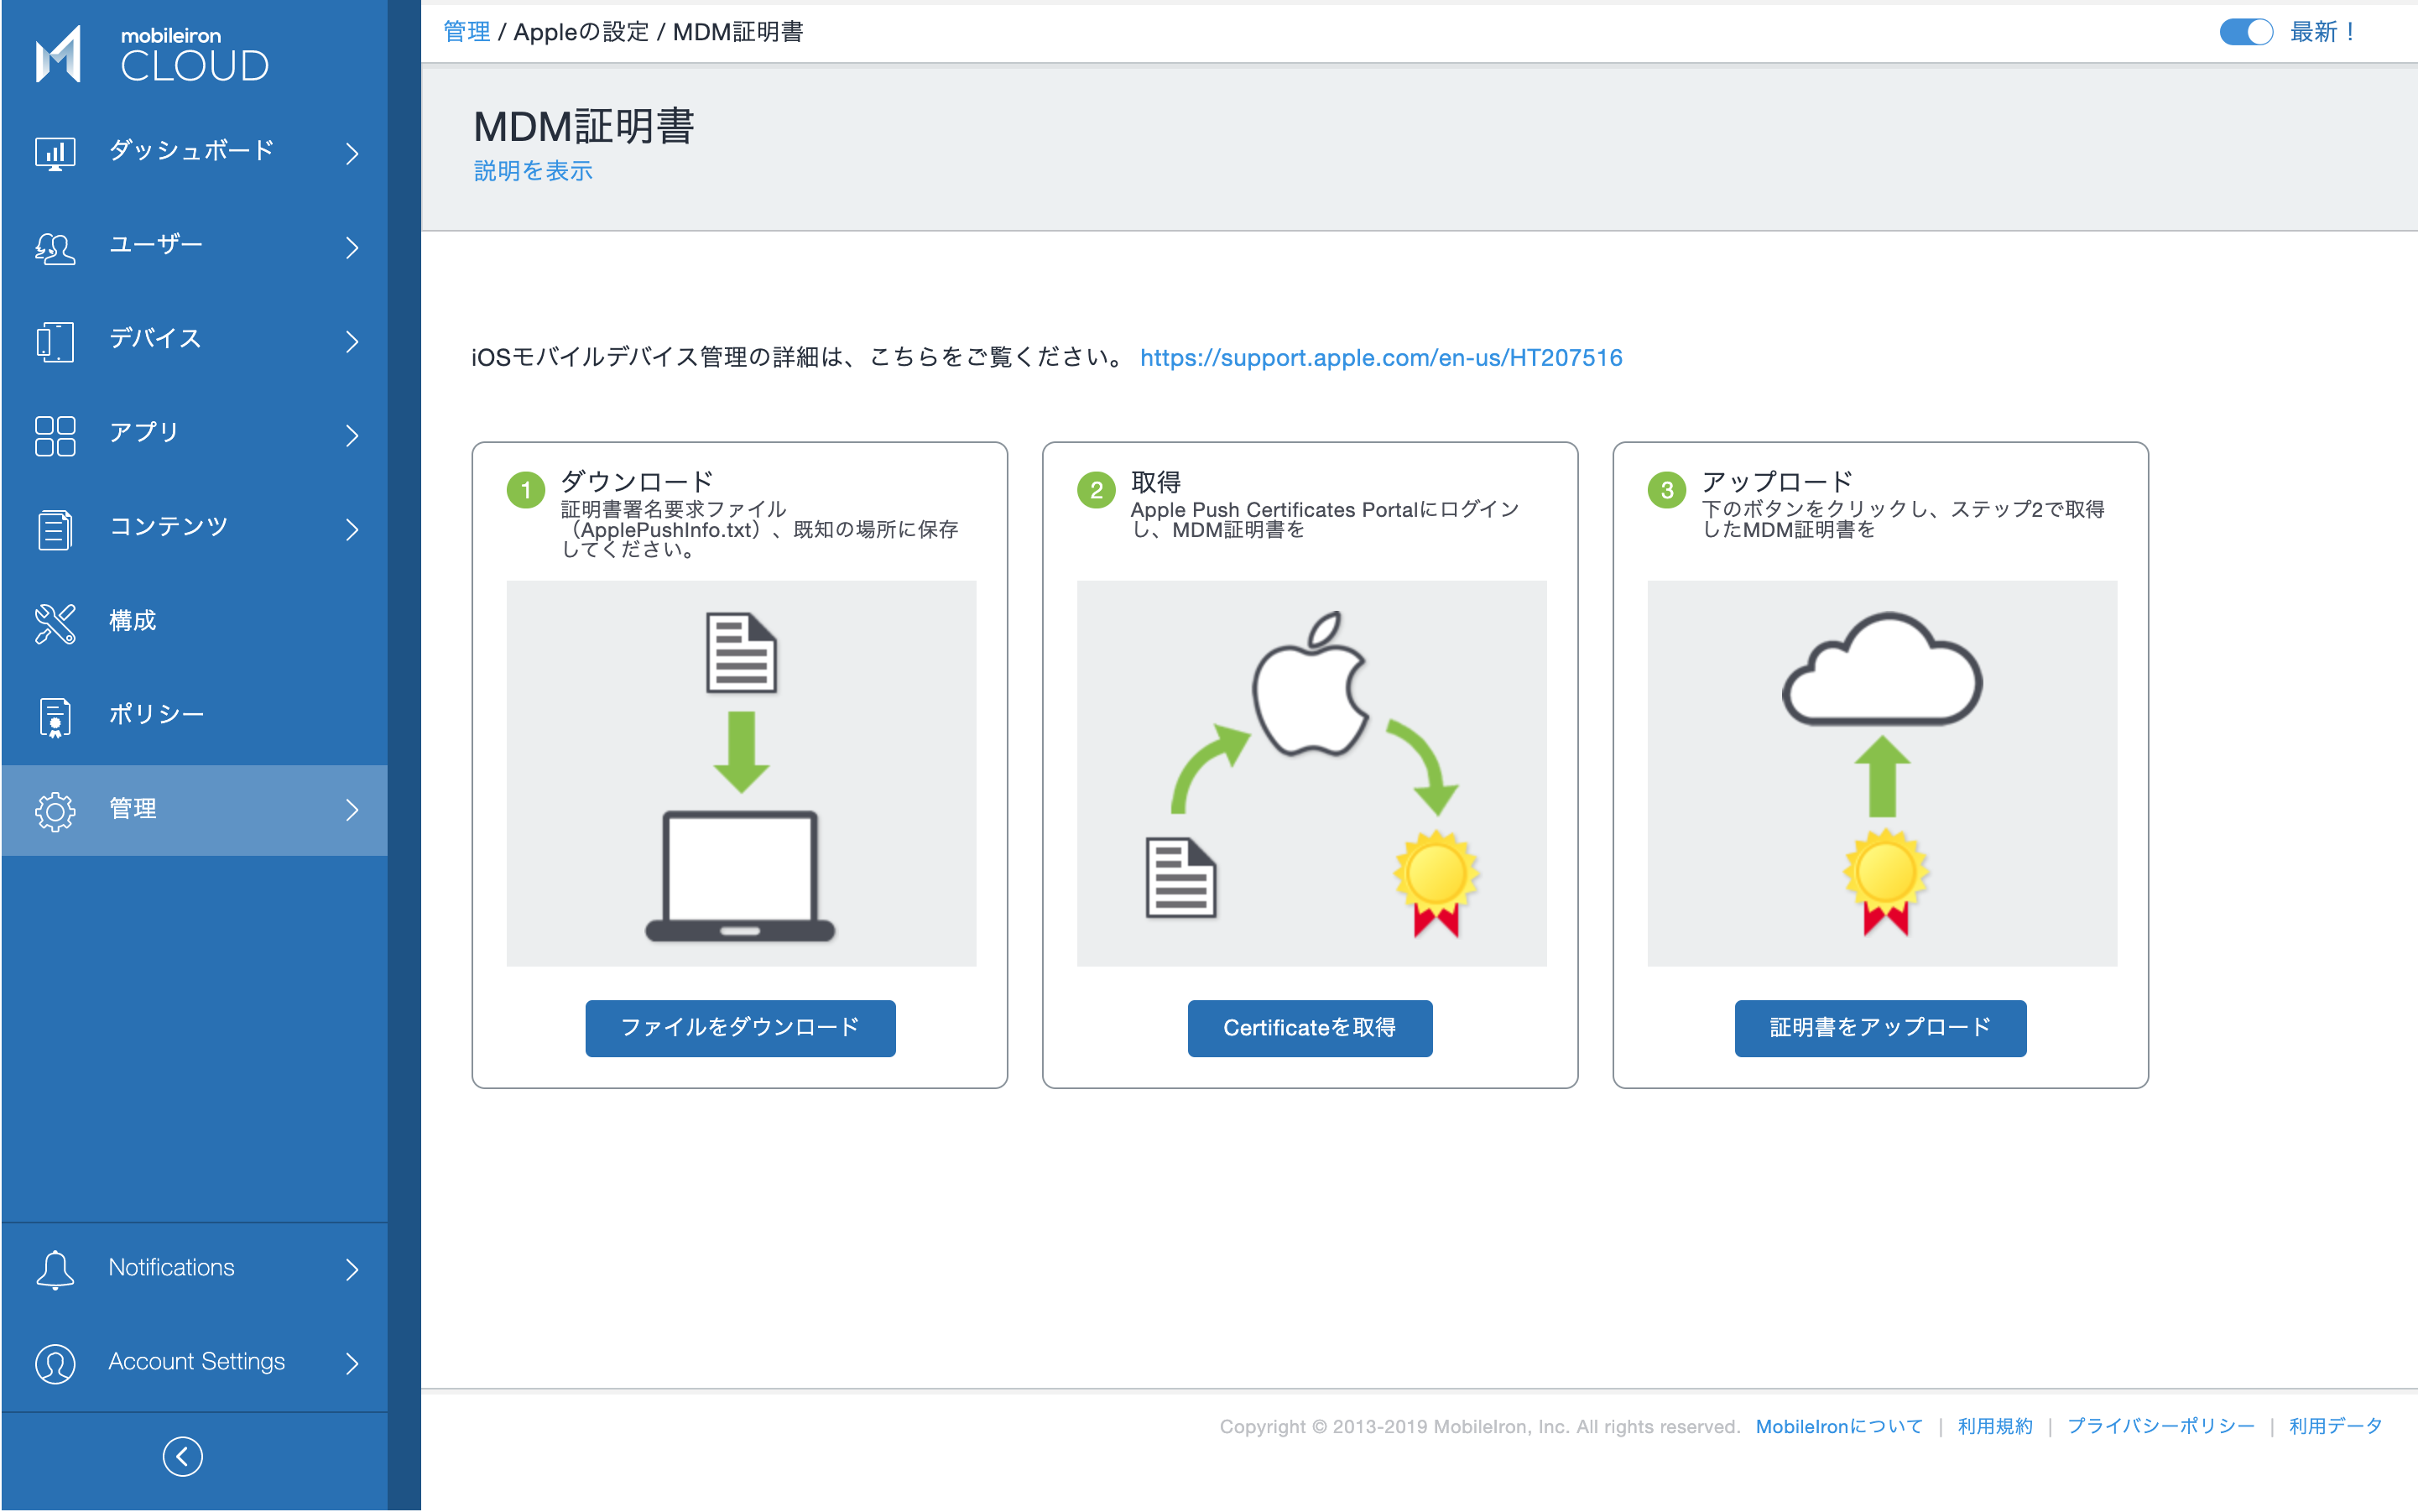 mobileiron
CLOUD
ダッシュボード
ユーザー
デバイス
アプリ
コンテンツ
構成
ポリシー
管理
Notifications
Account Settings
管理 / Appleの設定 / MDM証明書
最新！
MDM証明書
説明を表示
iOSモバイルデバイス管理の詳細は、こちらをご覧ください。 https://support.apple.com/en-us/HT207516
1 ダウンロード
証明書署名要求ファイル
（ApplePushInfo.txt）、既知の場所に保存
してください。
ファイルをダウンロード
2 取得
Apple Push Certificates Portalにログイン
し、MDM証明書を
Certificateを取得
3 アップロード
下のボタンをクリックし、ステップ2で取得
したMDM証明書を
証明書をアップロード
Copyright © 2013-2019 MobileIron, Inc. All rights reserved. MobileIronについて | 利用規約 | プライバシーポリシー | 利用データ